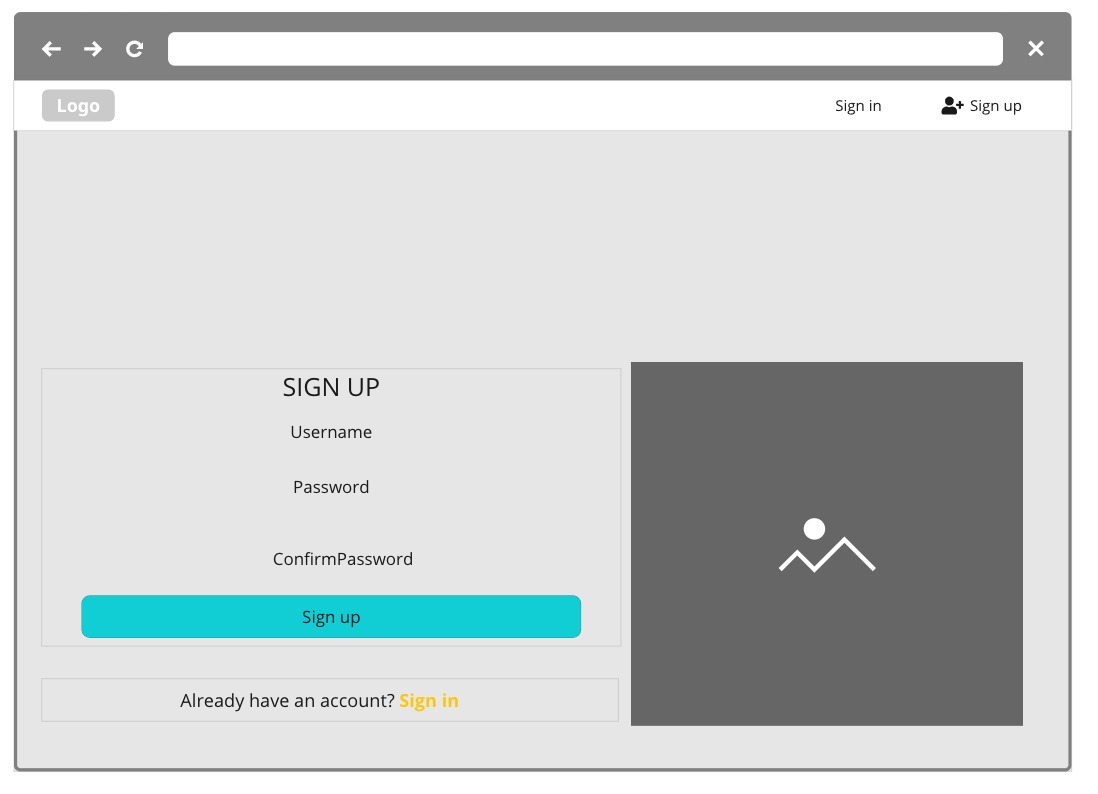 Logo
Sign in
Sign up
SIGN UP
Username
Password
ConfirmPassword
Sign up
Already have an account? Sign in